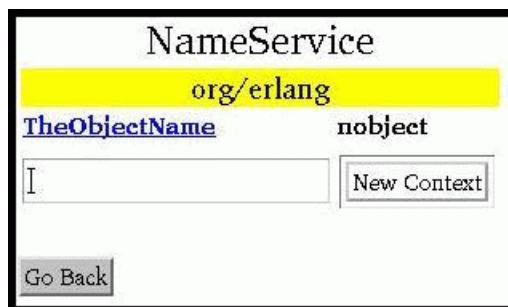 NameService
org/erlang
TheObjectName nobject
New Context
Go Back